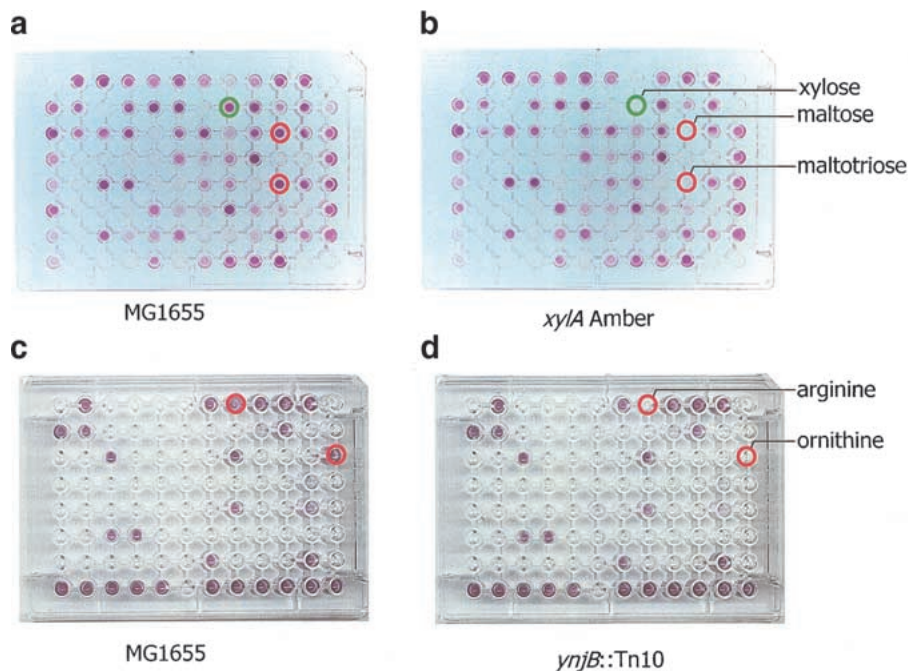 a
b
xylose
maltose
maltotriose
MG1655
xylA Amber
c
d
arginine
ornithine
MG1655
ynjB::Tn10